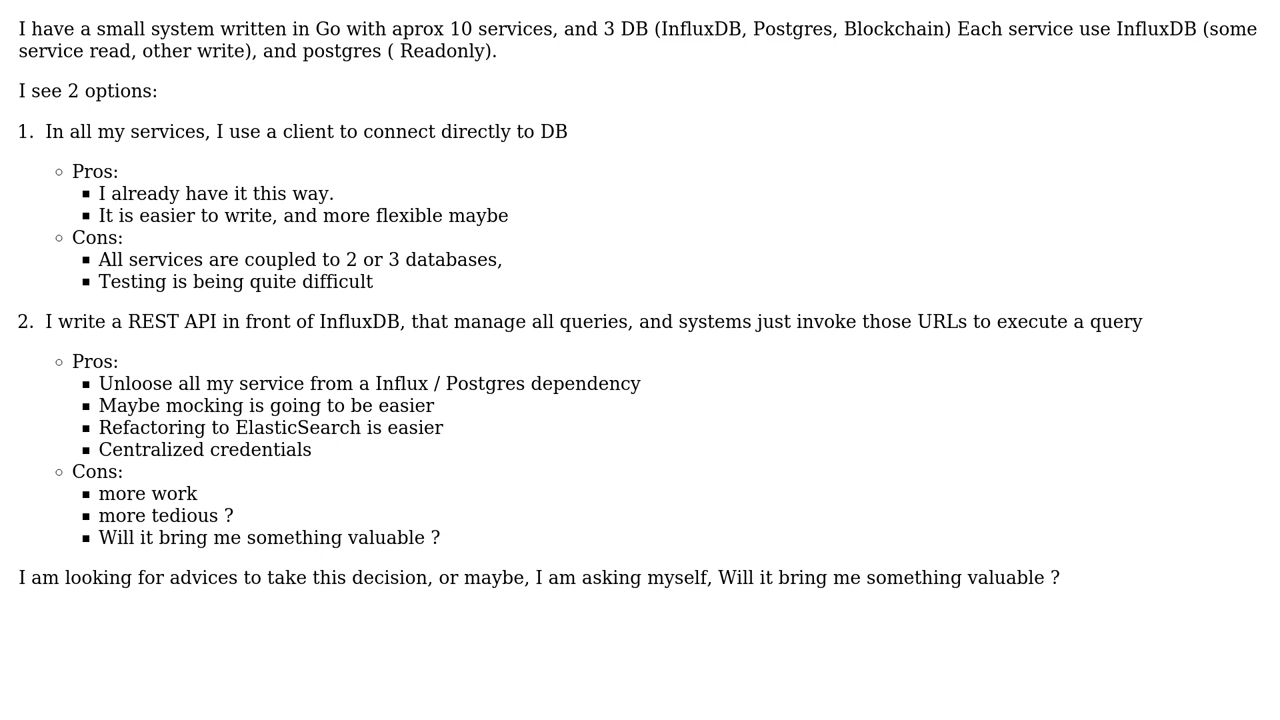 I have a small system written in Go with aprox 10 services, and 3 DB (InfluxDB, Postgres, Blockchain) Each service use InfluxDB (some
service read, other write), and postgres ( Readonly).
I see 2 options:
1. In all my services, I use a client to connect directly to DB
◦ Pros:
▪ I already have it this way.
▪ It is easier to write, and more flexible maybe
◦ Cons:
▪ All services are coupled to 2 or 3 databases,
▪ Testing is being quite difficult
2. I write a REST API in front of InfluxDB, that manage all queries, and systems just invoke those URLs to execute a query
◦ Pros:
▪ Unloose all my service from a Influx / Postgres dependency
▪ Maybe mocking is going to be easier
▪ Refactoring to ElasticSearch is easier
▪ Centralized credentials
◦ Cons:
▪ more work
▪ more tedious ?
▪ Will it bring me something valuable ?
I am looking for advices to take this decision, or maybe, I am asking myself, Will it bring me something valuable ?